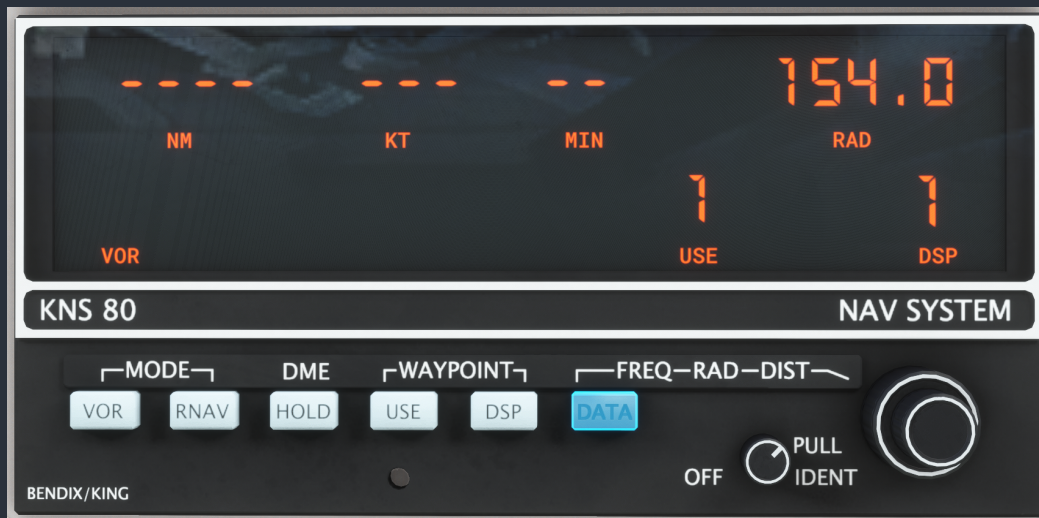 ---- --- -- 154.0
NM KT MIN RAD
1 1
VOR USE DSP
KNS 80 NAV SYSTEM
MODE DME WAYPOINT FREQ-RAD-DIST
VOR RNAV HOLD USE DSP DATA
PULL
OFF IDENT
BENDIX/KING